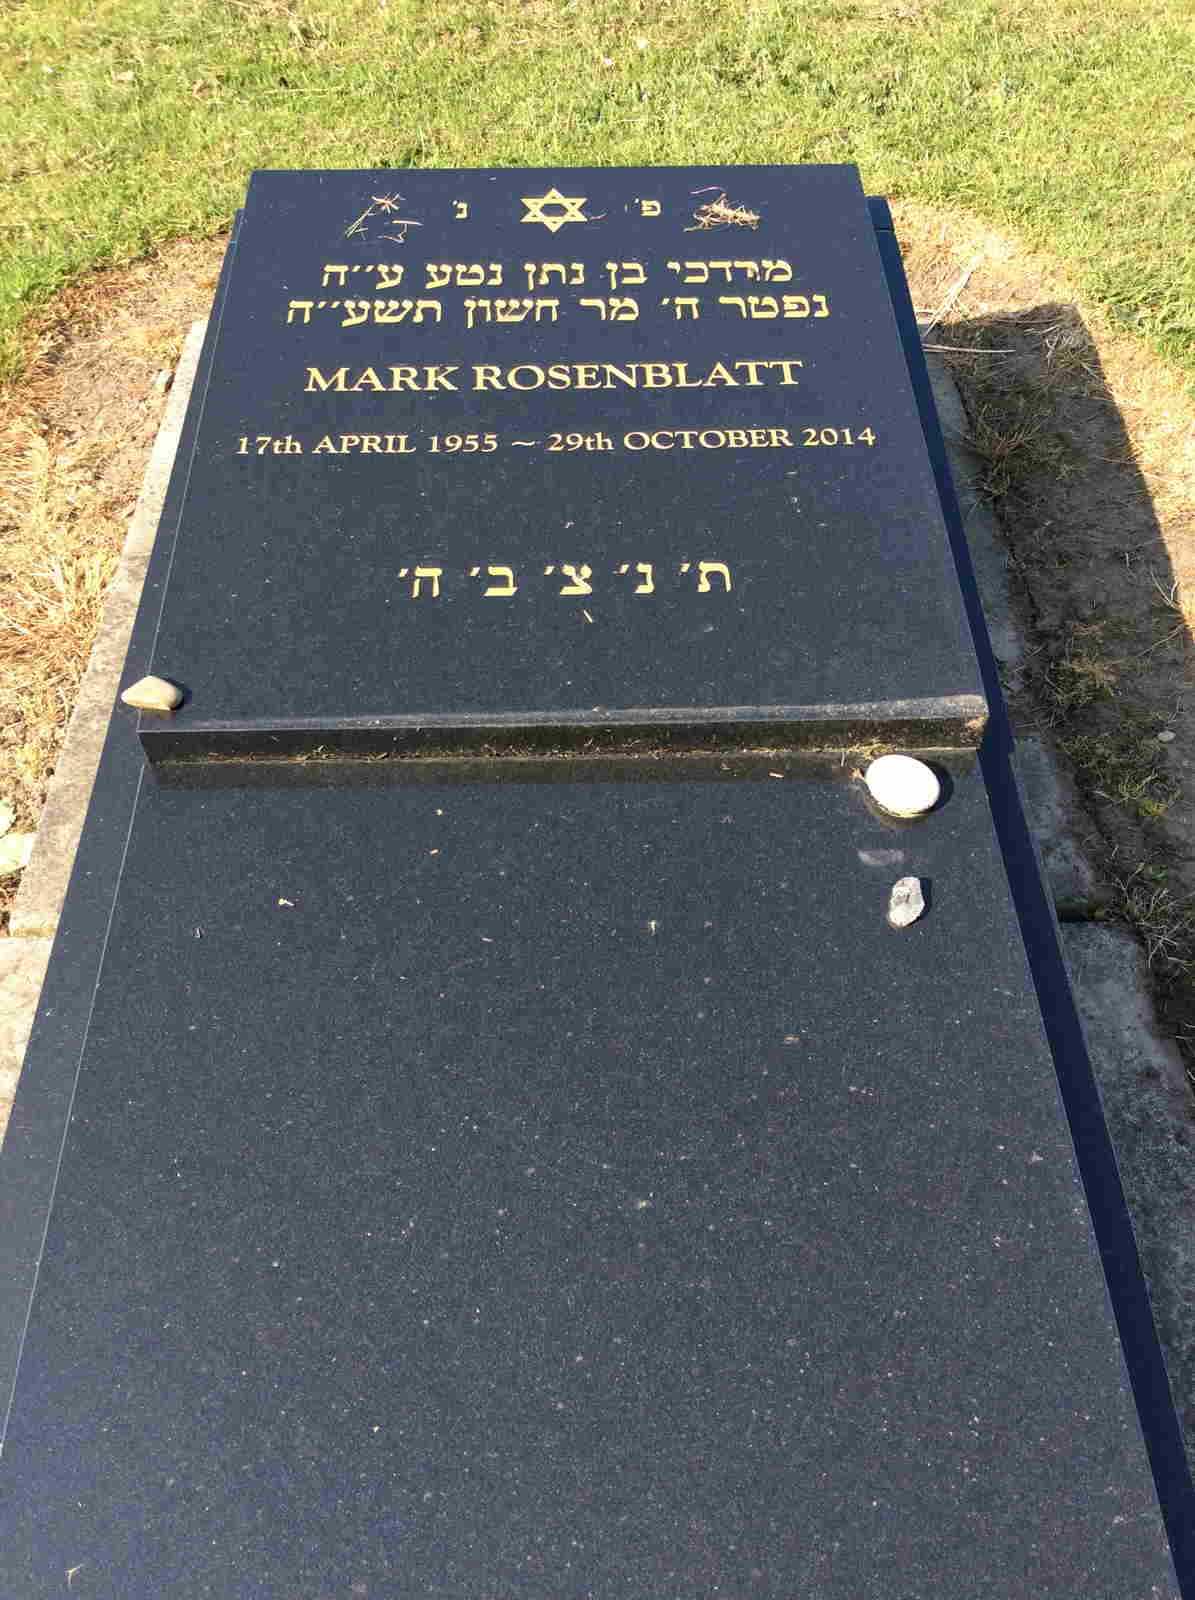 פ׳ נ׳
מרדכי בן נתן נטע ע׳׳ה
נפטר ה׳ מר חשון תשע׳׳ה
MARK ROSENBLATT
17th APRIL 1955 ~ 29th OCTOBER 2014
ת׳ נ׳ צ׳ ב׳ ה׳